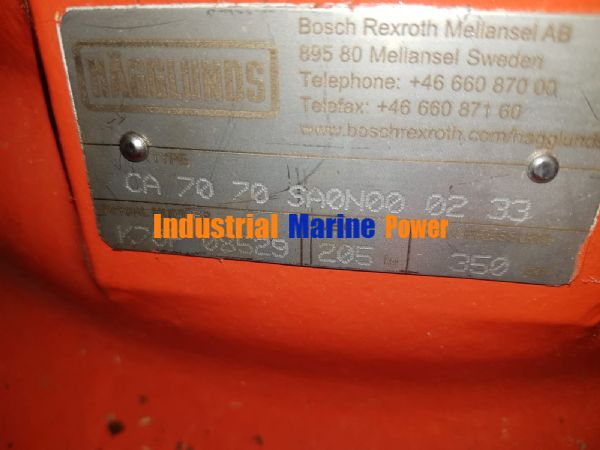 HÄGGLUNDS
Bosch Rexroth Mellansel AB
895 80 Mellansel Sweden
Telephone: +46 660 870 00
Telefax: +46 660 871 60
www.boschrexroth.com/hagglunds
TYPE
CA 70 70 SA0N00 02 33
Industrial Marine Power
08529 205 350